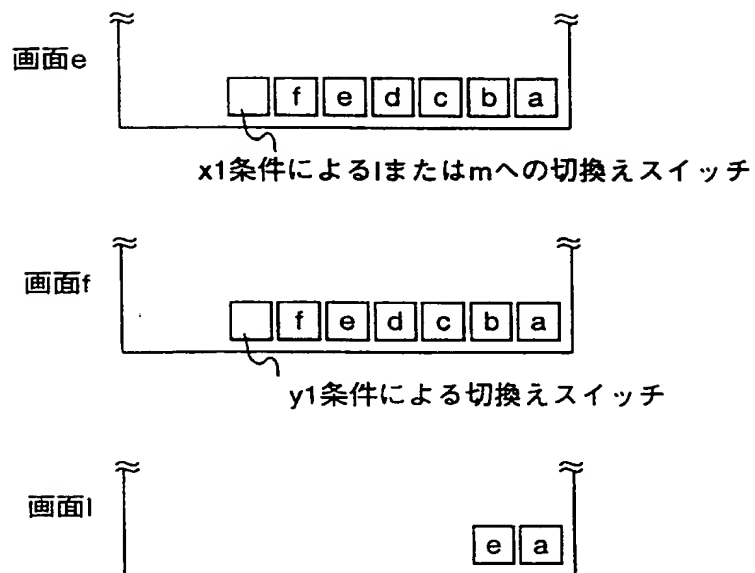 画面e
f e d c b a
x1条件によるlまたはmへの切換えスイッチ
画面f
f e d c b a
y1条件による切換えスイッチ
画面l
e a